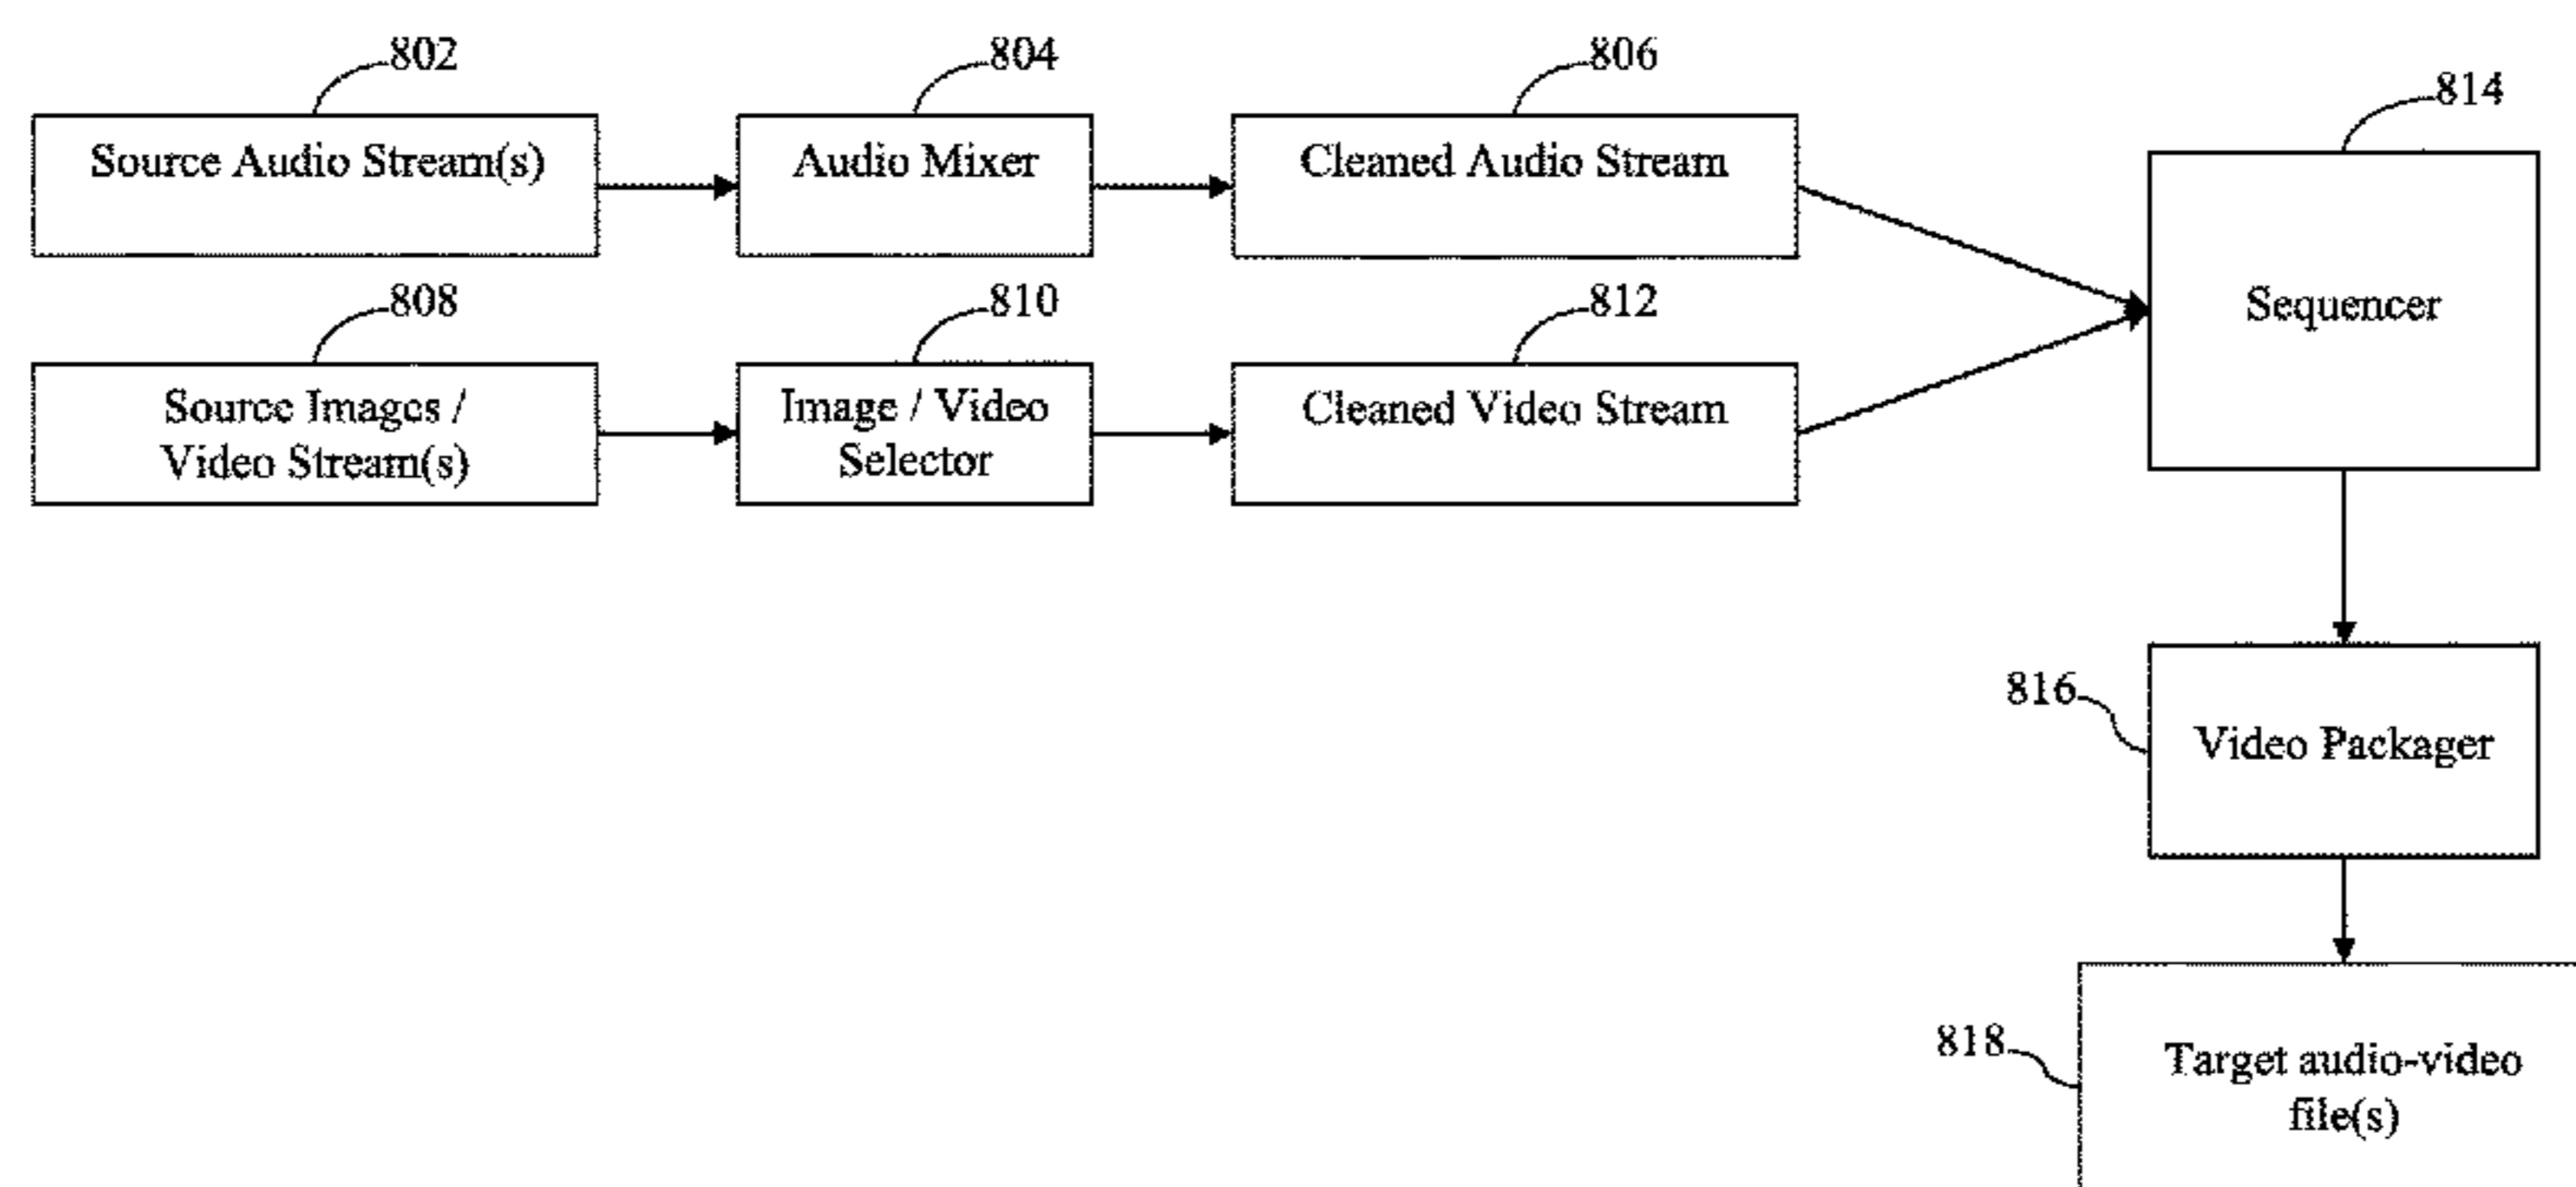 802
804
806
814
Source Audio Stream(s)
Audio Mixer
Cleaned Audio Stream
Sequencer
808
810
812
Source Images /
Video Stream(s)
Image / Video
Selector
Cleaned Video Stream
816
Video Packager
818
Target audio-video
file(s)